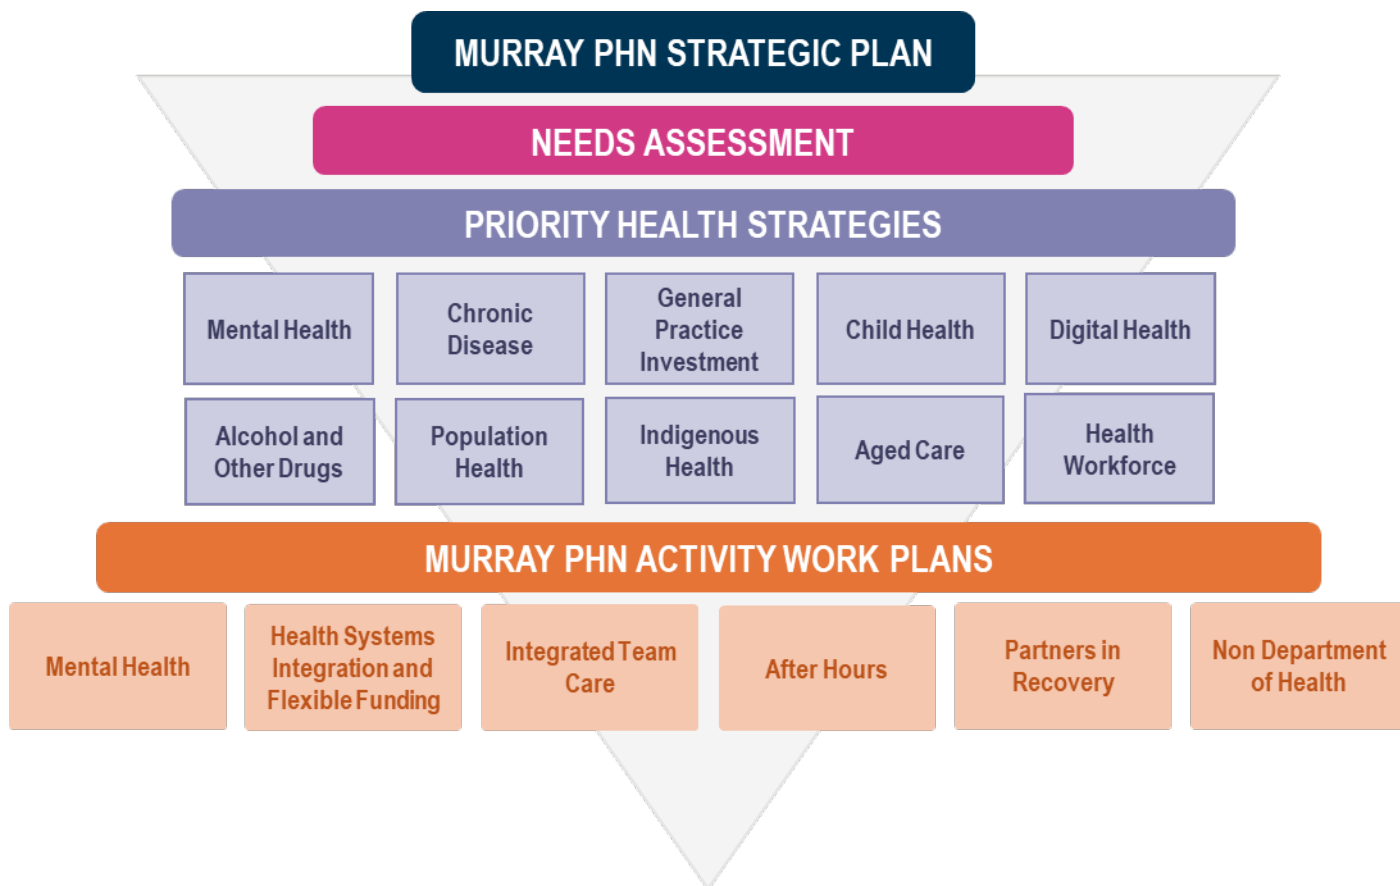 MURRAY PHN STRATEGIC PLAN
NEEDS ASSESSMENT
PRIORITY HEALTH STRATEGIES
Mental Health
Chronic
Disease
General
Practice
Investment
Child Health
Digital Health
Alcohol and
Other Drugs
Population
Health
Indigenous
Health
Aged Care
Health
Workforce
MURRAY PHN ACTIVITY WORK PLANS
Mental Health
Health Systems
Integration and
Flexible Funding
Integrated Team
Care
After Hours
Partners in
Recovery
Non Department
of Health